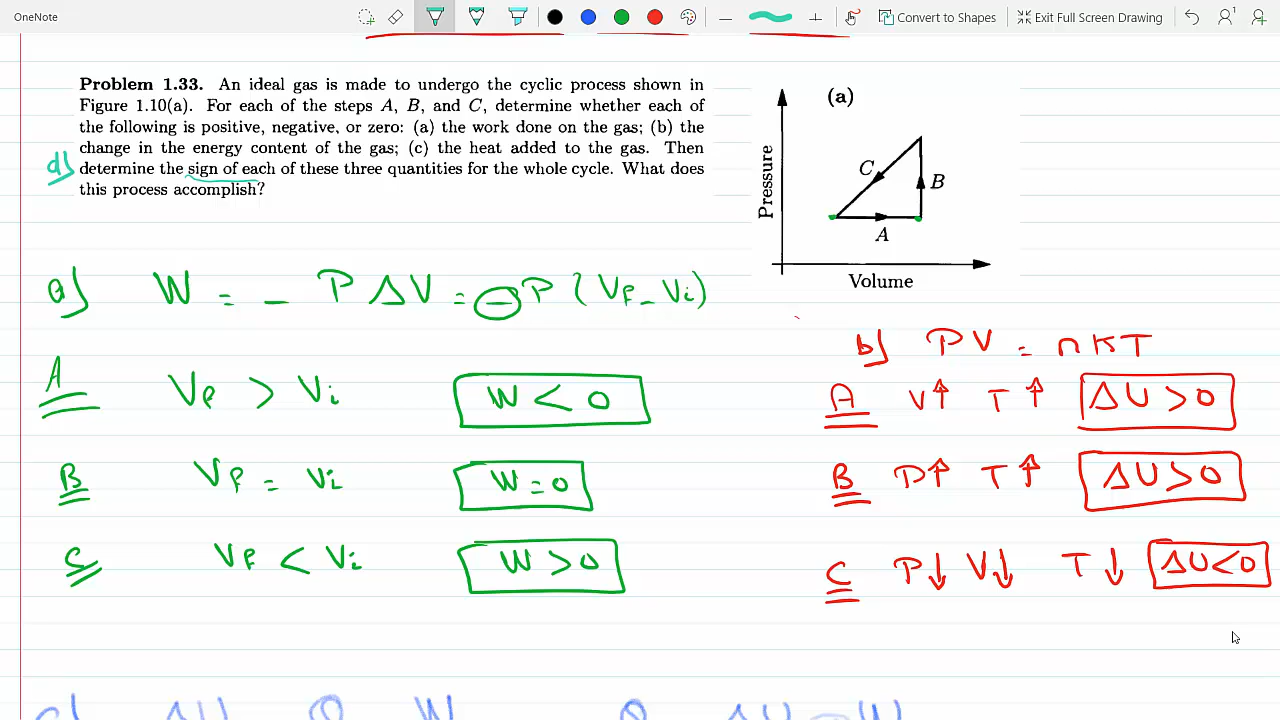 OneNote
Convert to Shapes
Exit Full Screen Drawing
Problem 1.33. An ideal gas is made to undergo the cyclic process shown in
Figure 1.10(a). For each of the steps A, B, and C, determine whether each of
the following is positive, negative, or zero: (a) the work done on the gas; (b) the
change in the energy content of the gas; (c) the heat added to the gas. Then
d) determine the sign of each of these three quantities for the whole cycle. What does
this process accomplish?
(a)
Pressure
C
B
A
Volume
a) W = - P ΔV = - P (Vf - Vi)
A Vf > Vi W < 0
B Vf = Vi W = 0
C Vf < Vi W > 0
b) PV = nKT
A V↑ T↑ ΔU > 0
B P↑ T↑ ΔU > 0
C P↓ V↓ T↓ ΔU < 0
c) ΔU Q W Q ΔU - W